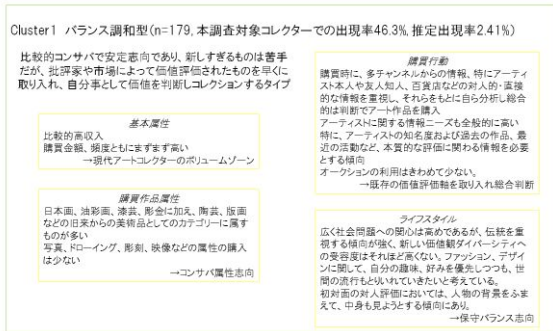 Cluster1 バランス調和型(n=179,本調査対象コレクターでの出現率46.3%,推定出現率2.41%)
比較的コンサバで安定志向であり、新しすぎるものは苦手
だが、批評家や市場によって価値評価されたものを早くに
取り入れ、自分事として価値を判断しコレクションするタイプ
基本属性
比較的高収入
購買金額、頻度ともにまずまず高い
→現代アートコレクターのボリュームゾーン
購買作品属性
日本画、油彩画、漆芸、彫金に加え、陶芸、版画
などの旧来からの美術品としてのカテゴリーに属す
ものが多い
写真、ドローイング、彫刻、映像などの属性の購入
は少ない
→コンサバ属性志向
購買行動
購買時に、多チャンネルからの情報、特にアーティ
スト本人や友人知人、百貨店などの対人的・直接
的な情報を重視し、それらをもとに自ら分析し総合
的は判断でアート作品を購入
アーティストに関する情報ニーズも全般的に高い
特に、アーティストの知名度および過去の作品、最
近の活動など、本質的な評価に関わる情報を必要
とする傾向
オークションの利用はきわめて少ない。
→既存の価値評価軸を取り入れ総合判断
ライフスタイル
広く社会問題への関心は高めであるが、伝統を重
視する傾向が強く、新しい価値観ダイバーシティへ
の受容度はそれほど高くない。ファッション、デザイ
ンに関して、自分の趣味、好みを優先しつつも、世
間の流行もとりいれていきたいと考えている。
初対面の対人評価においては、人物の背景をふま
えて、中身も見ようとする傾向にあり。
→保守バランス志向